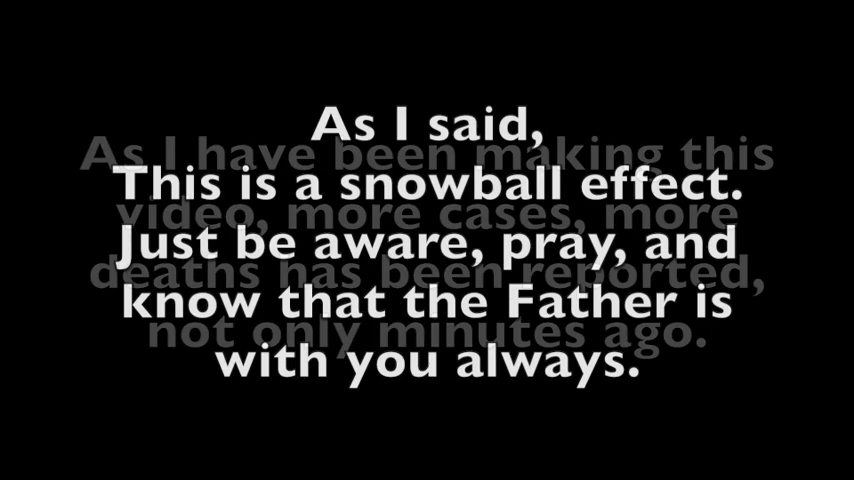 As I said,
This is a snowball effect.
Just be aware, pray, and
know that the Father is
with you always.
As I have been making this
video, more cases, more
deaths has been reported,
not only minutes ago.